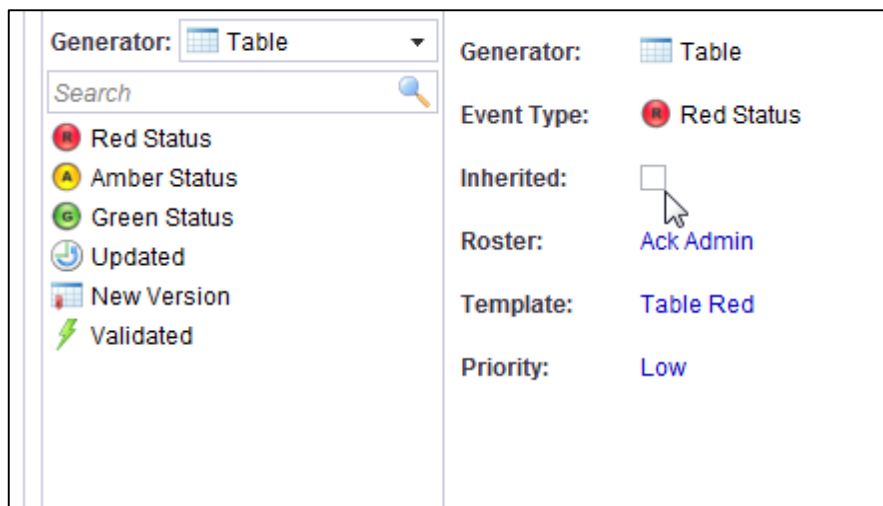 Generator: Table
Search
R Red Status
A Amber Status
G Green Status
Updated
New Version
Validated
Generator: Table
Event Type: R Red Status
Inherited:
Roster: Ack Admin
Template: Table Red
Priority: Low